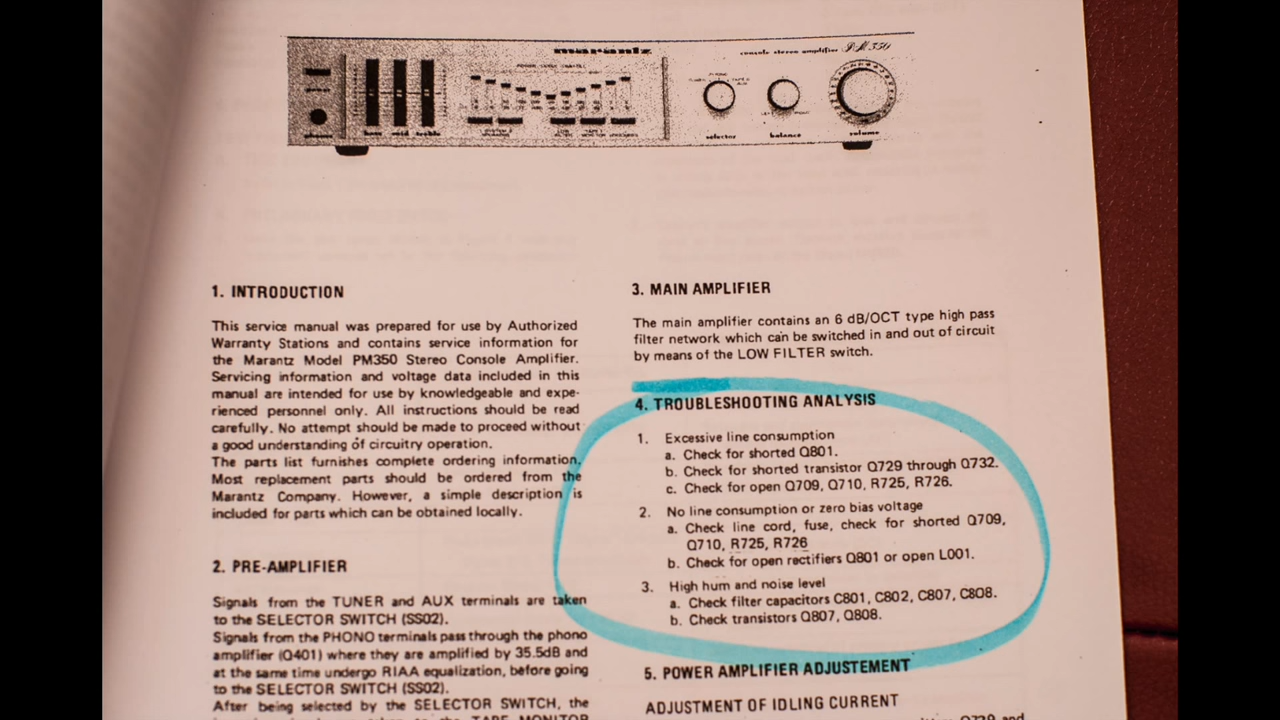 marantz
console stereo amplifier PM 350
bass mid treble
selector balance volume
1. INTRODUCTION
This service manual was prepared for use by Authorized
Warranty Stations and contains service information for
the Marantz Model PM350 Stereo Console Amplifier.
Servicing information and voltage data included in this
manual are intended for use by knowledgeable and expe-
rienced personnel only. All instructions should be read
carefully. No attempt should be made to proceed without
a good understanding of circuitry operation.
The parts list furnishes complete ordering information.
Most replacement parts should be ordered from the
Marantz Company. However, a simple description is
included for parts which can be obtained locally.
2. PRE-AMPLIFIER
Signals from the TUNER and AUX terminals are taken
to the SELECTOR SWITCH (SS02).
Signals from the PHONO terminals pass through the phono
amplifier (Q401) where they are amplified by 35.5dB and
at the same time undergo RIAA equalization, before going
to the SELECTOR SWITCH (SS02).
After being selected by the SELECTOR SWITCH, the
TAPE MONITOR
3. MAIN AMPLIFIER
The main amplifier contains an 6 dB/OCT type high pass
filter network which can be switched in and out of circuit
by means of the LOW FILTER switch.
4. TROUBLESHOOTING ANALYSIS
1. Excessive line consumption
a. Check for shorted Q801.
b. Check for shorted transistor Q729 through Q732.
c. Check for open Q709, Q710, R725, R726.
2. No line consumption or zero bias voltage
a. Check line cord, fuse, check for shorted Q709,
Q710, R725, R726
b. Check for open rectifiers Q801 or open L001.
3. High hum and noise level
a. Check filter capacitors C801, C802, C807, C808.
b. Check transistors Q807, Q808.
5. POWER AMPLIFIER ADJUSTEMENT
ADJUSTMENT OF IDLING CURRENT
Q729 and